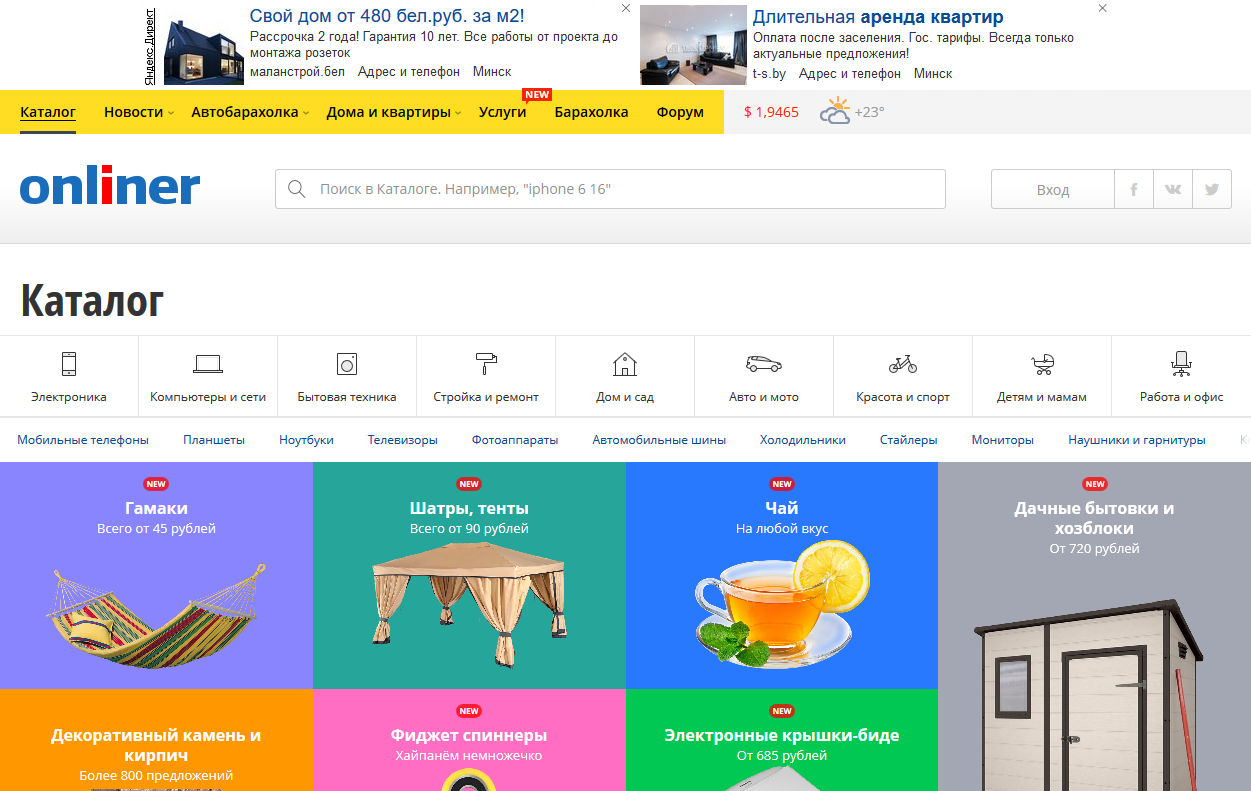 Яндекс.Директ
Свой дом от 480 бел.руб. за м2!
Рассрочка 2 года! Гарантия 10 лет. Все работы от проекта до
монтажа розеток
маланстрой.бел Адрес и телефон Минск
Длительная аренда квартир
Оплата после заселения. Гос. тарифы. Всегда только
актуальные предложения!
t-s.by Адрес и телефон Минск
Каталог Новости Автобарахолка Дома и квартиры Услуги NEW Барахолка Форум $ 1,9465 +23°
onliner
Поиск в Каталоге. Например, "iphone 6 16"
Вход
Каталог
Электроника Компьютеры и сети Бытовая техника Стройка и ремонт Дом и сад Авто и мото Красота и спорт Детям и мамам Работа и офис
Мобильные телефоны Планшеты Ноутбуки Телевизоры Фотоаппараты Автомобильные шины Холодильники Стайлеры Мониторы Наушники и гарнитуры
NEW
Гамаки
Всего от 45 рублей
NEW
Шатры, тенты
Всего от 90 рублей
NEW
Чай
На любой вкус
NEW
Дачные бытовки и
хозблоки
От 720 рублей
Декоративный камень и
кирпич
Более 800 предложений
NEW
Фиджет спиннеры
Хайпанём немножечко
NEW
Электронные крышки-биде
От 685 рублей